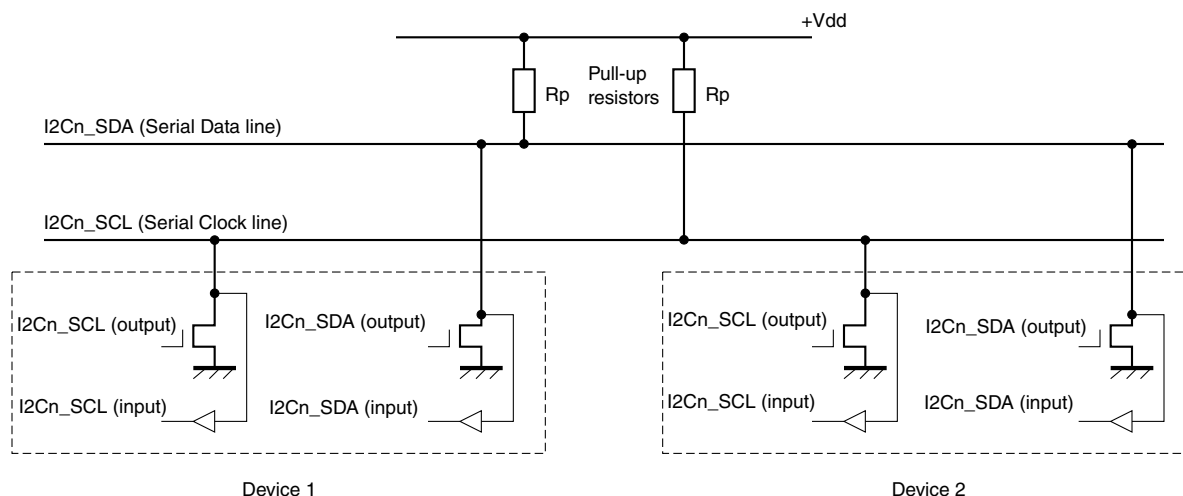 +Vdd
Pull-up
resistors
Rp
Rp
I2Cn_SDA (Serial Data line)
I2Cn_SCL (Serial Clock line)
I2Cn_SCL (output)
I2Cn_SDA (output)
I2Cn_SCL (output)
I2Cn_SDA (output)
I2Cn_SCL (input)
I2Cn_SDA (input)
I2Cn_SCL (input)
I2Cn_SDA (input)
Device 1
Device 2